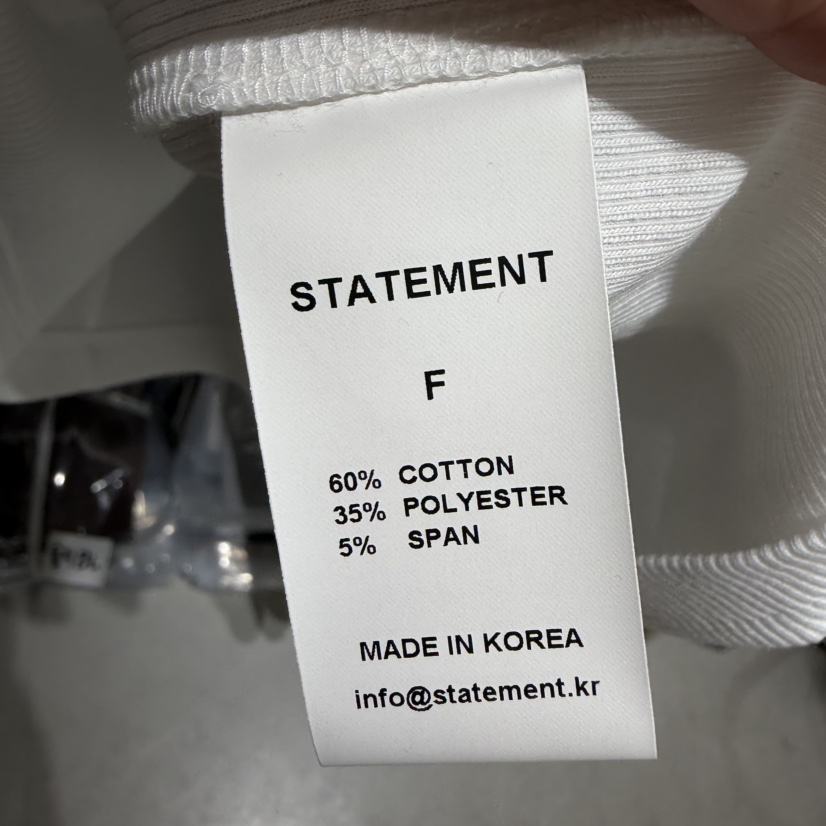 STATEMENT
F
60% COTTON
35% POLYESTER
5% SPAN
MADE IN KOREA
info@statement.kr